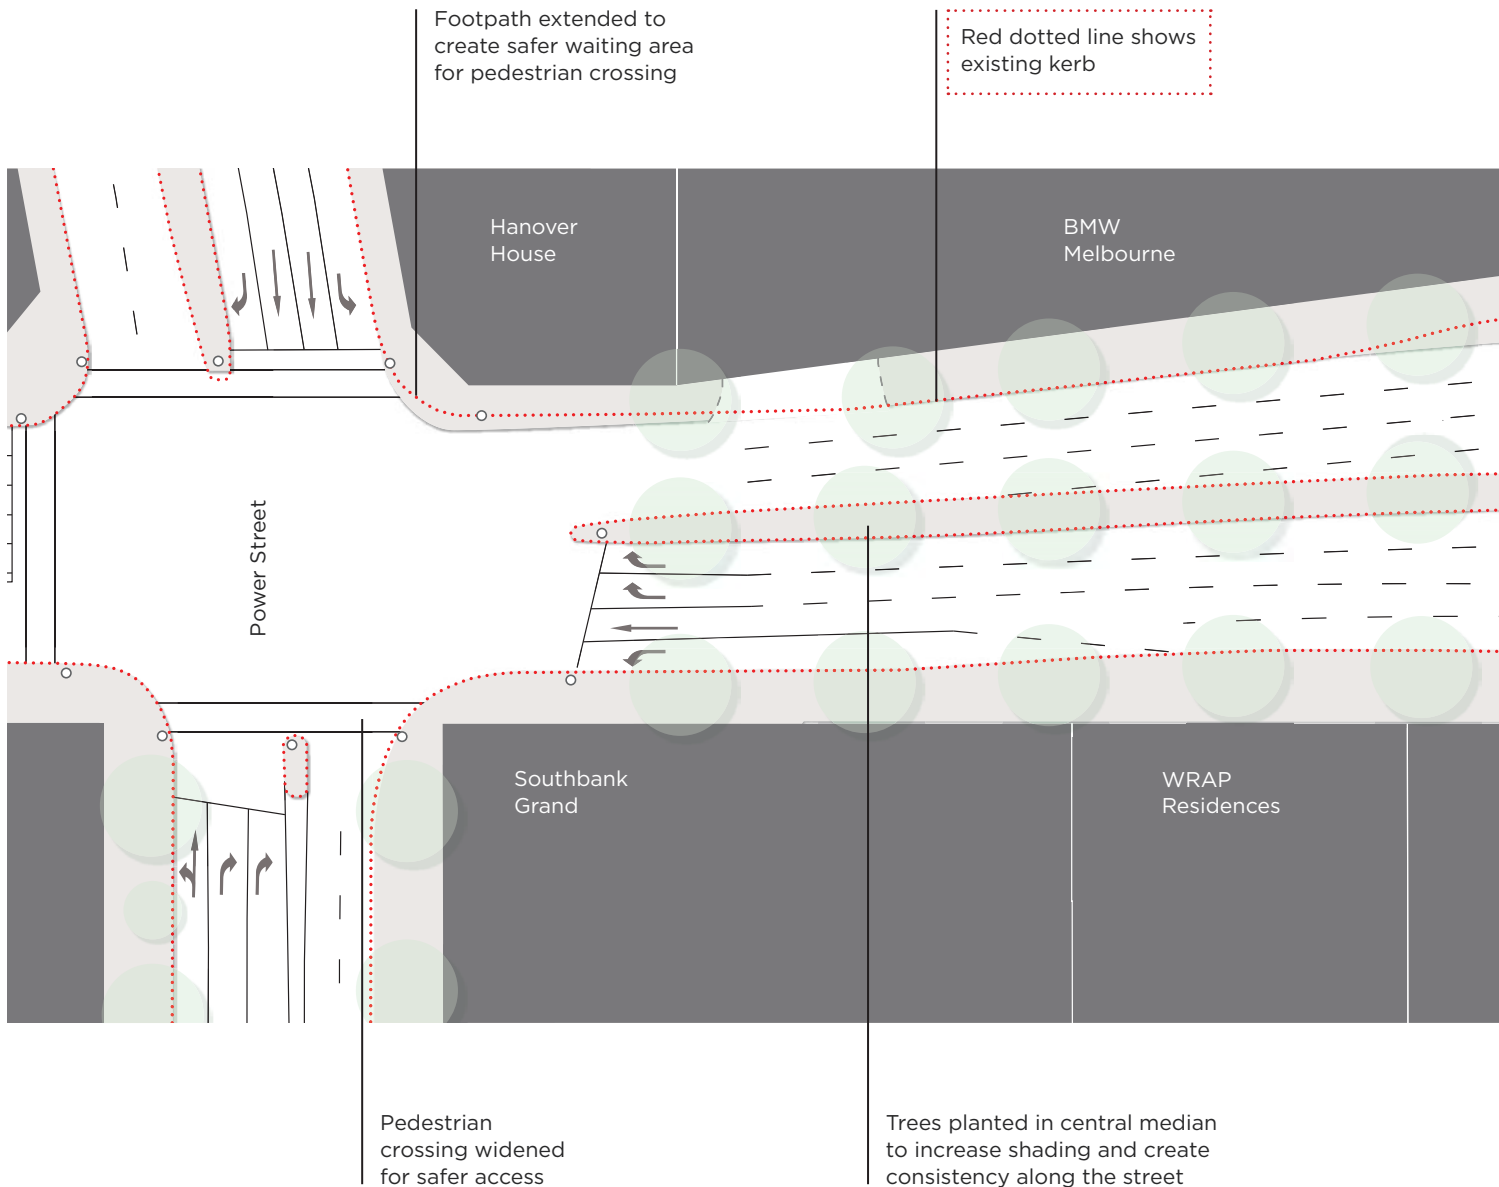 Footpath extended to
create safer waiting area
for pedestrian crossing
Red dotted line shows
existing kerb
Hanover
House
BMW
Melbourne
Power Street
Southbank
Grand
WRAP
Residences
Pedestrian
crossing widened
for safer access
Trees planted in central median
to increase shading and create
consistency along the street